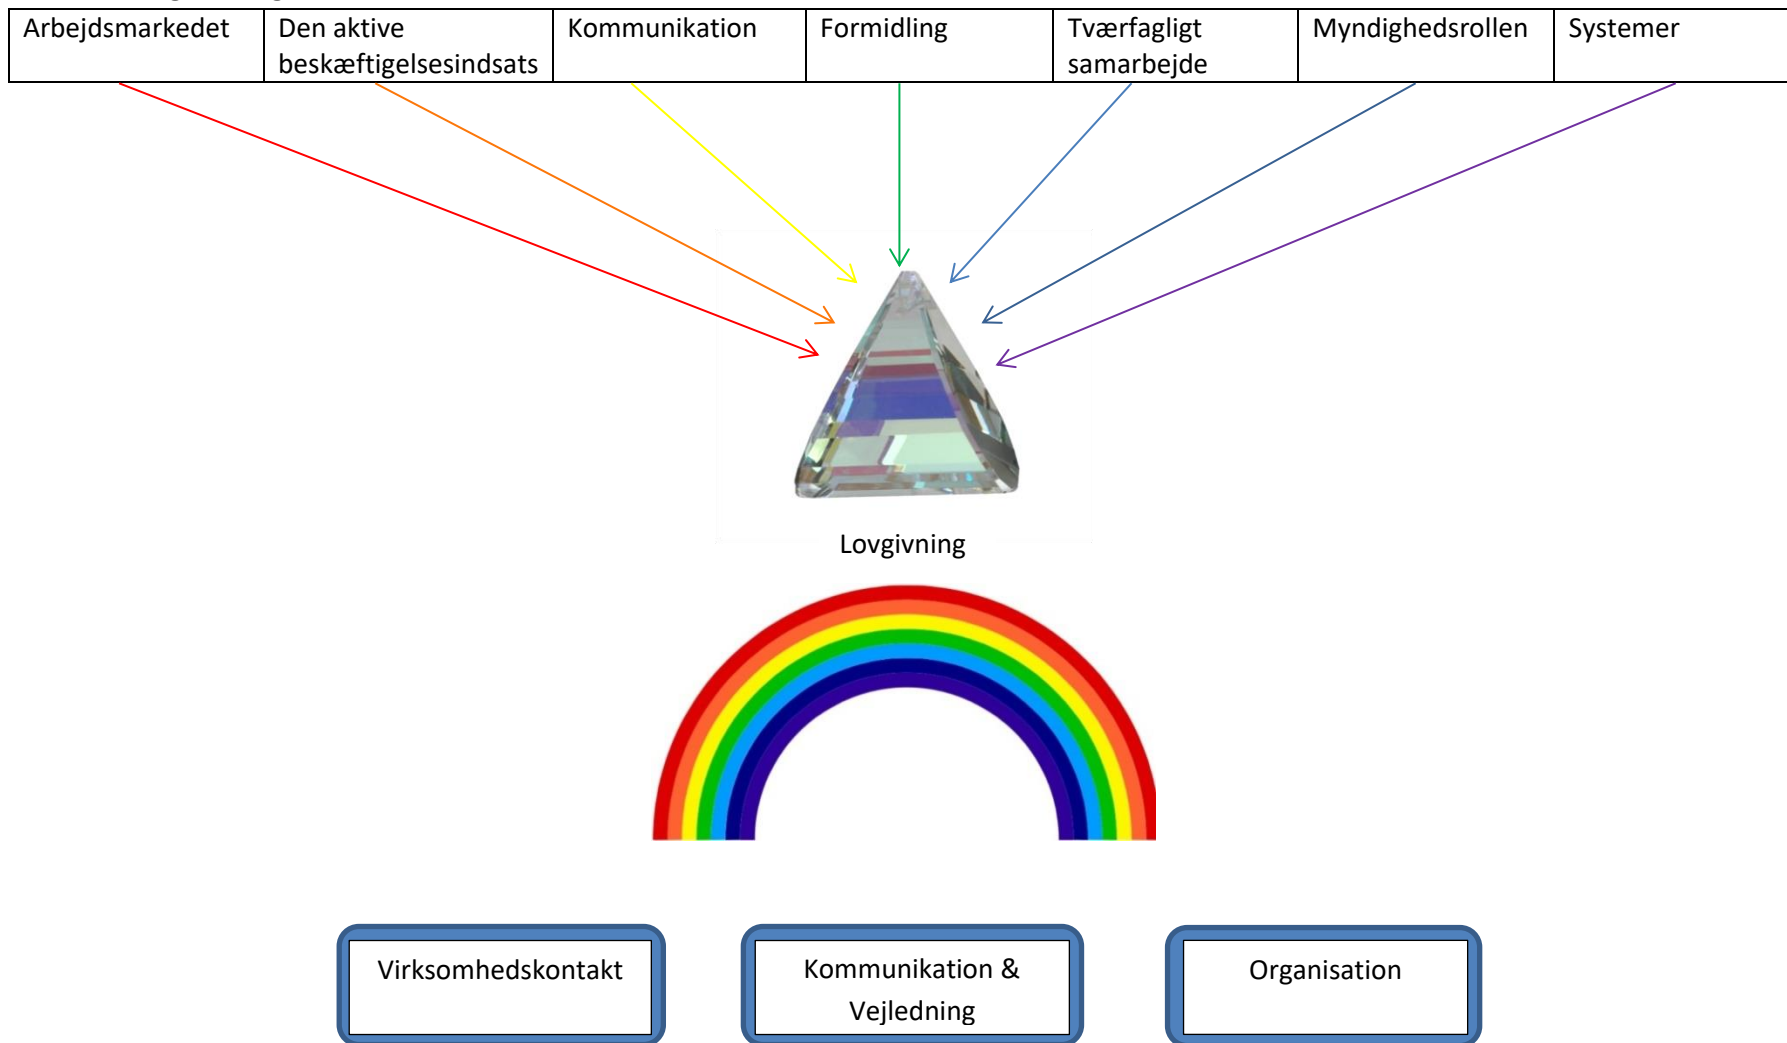 Arbejdsmarkedet
Den aktive
beskæftigelsesindsats
Kommunikation
Formidling
Tværfagligt
samarbejde
Myndighedsrollen
Systemer
Lovgivning
Virksomhedskontakt
Kommunikation &
Vejledning
Organisation